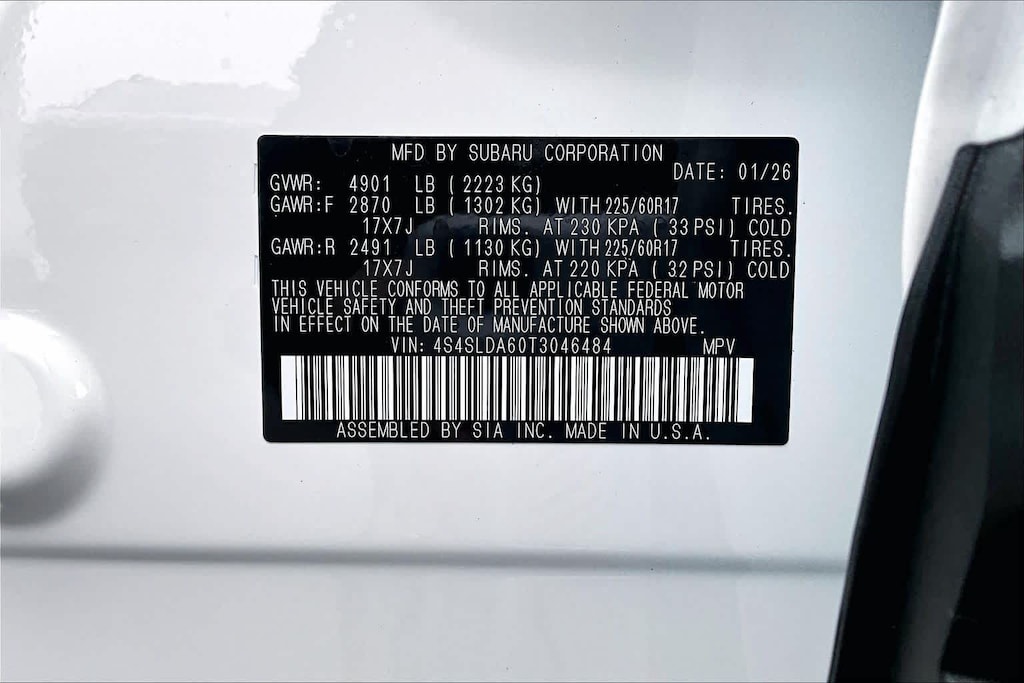 MFD BY SUBARU CORPORATION
DATE: 01/26
GVWR: 4901 LB ( 2223 KG)
GAWR:F 2870 LB ( 1302 KG) WITH 225/60R17 TIRES.
17X7J RIMS. AT 230 KPA ( 33 PSI) COLD
GAWR:R 2491 LB ( 1130 KG) WITH 225/60R17 TIRES.
17X7J RIMS. AT 220 KPA ( 32 PSI) COLD
THIS VEHICLE CONFORMS TO ALL APPLICABLE FEDERAL MOTOR
VEHICLE SAFETY AND THEFT PREVENTION STANDARDS
IN EFFECT ON THE DATE OF MANUFACTURE SHOWN ABOVE.
VIN: 4S4SLDA60T3046484 MPV
ASSEMBLED BY SIA INC. MADE IN U.S.A.